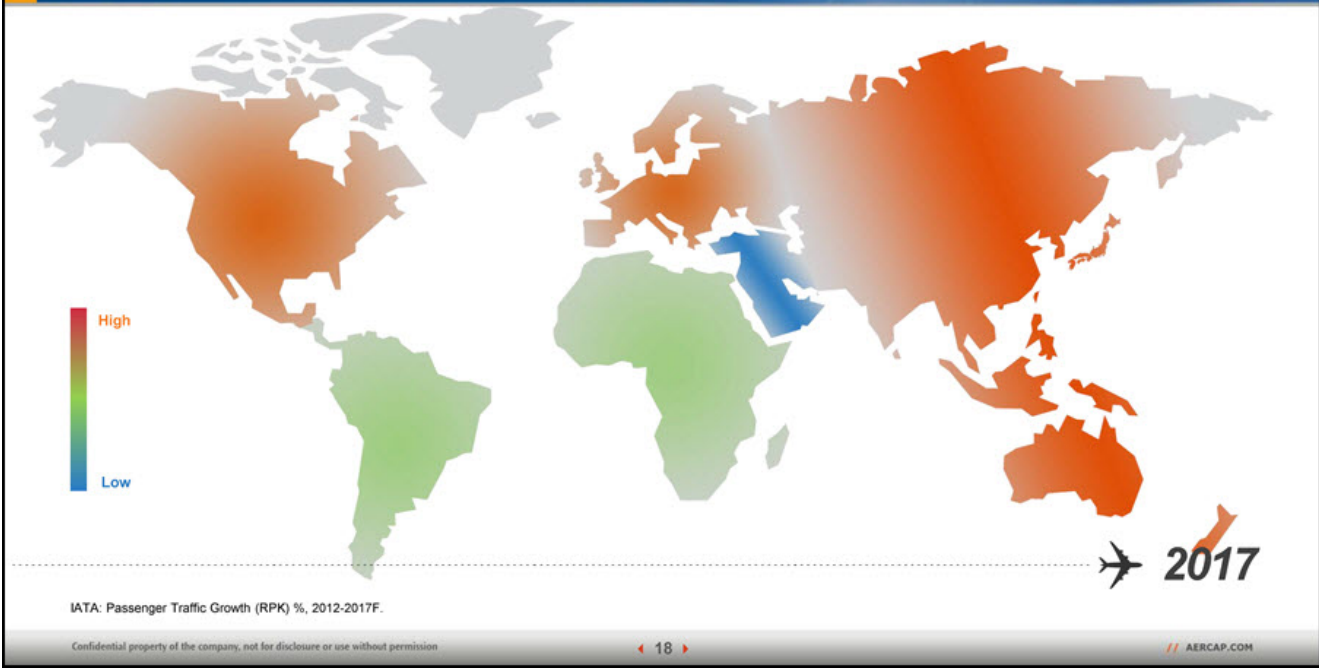 High
Low
2017
IATA: Passenger Traffic Growth (RPK) %, 2012-2017F.
Confidential property of the company, not for disclosure or use without permission
18
// AERCAP.COM